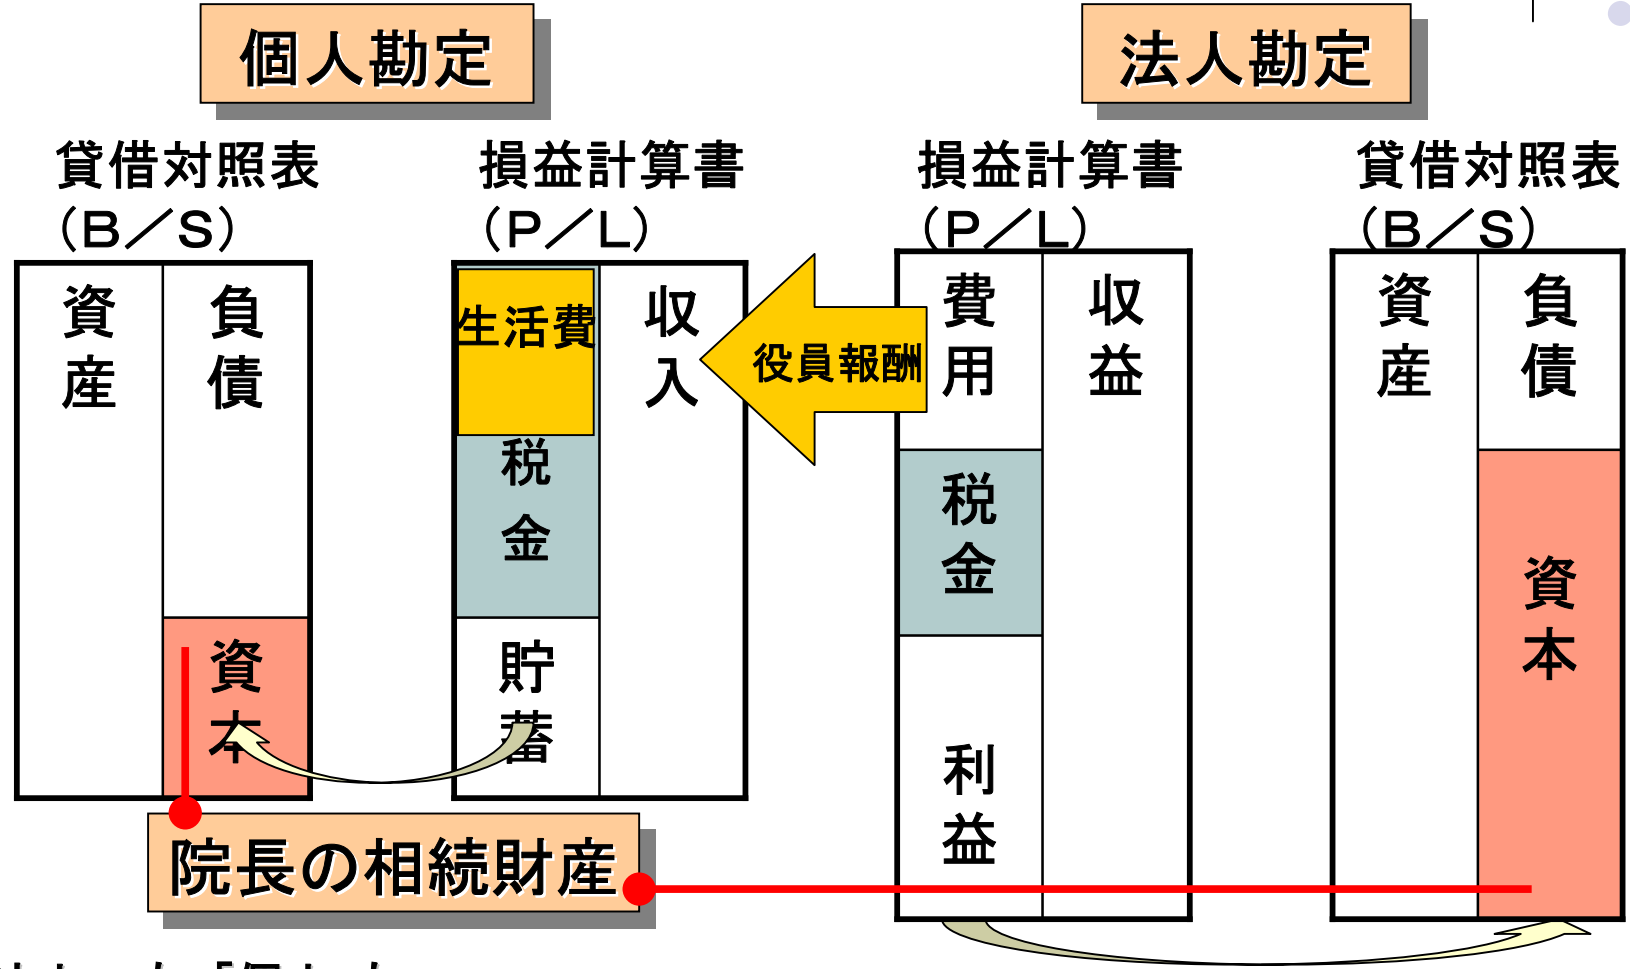 個人勘定
法人勘定
貸借対照表
（B／S）
損益計算書
（P／L）
損益計算書
（P／L）
貸借対照表
（B／S）
資産
負債
資本
生活費
税金
貯蓄
収入
役員報酬
費用
税金
利益
収益
資産
負債
資本
院長の相続財産